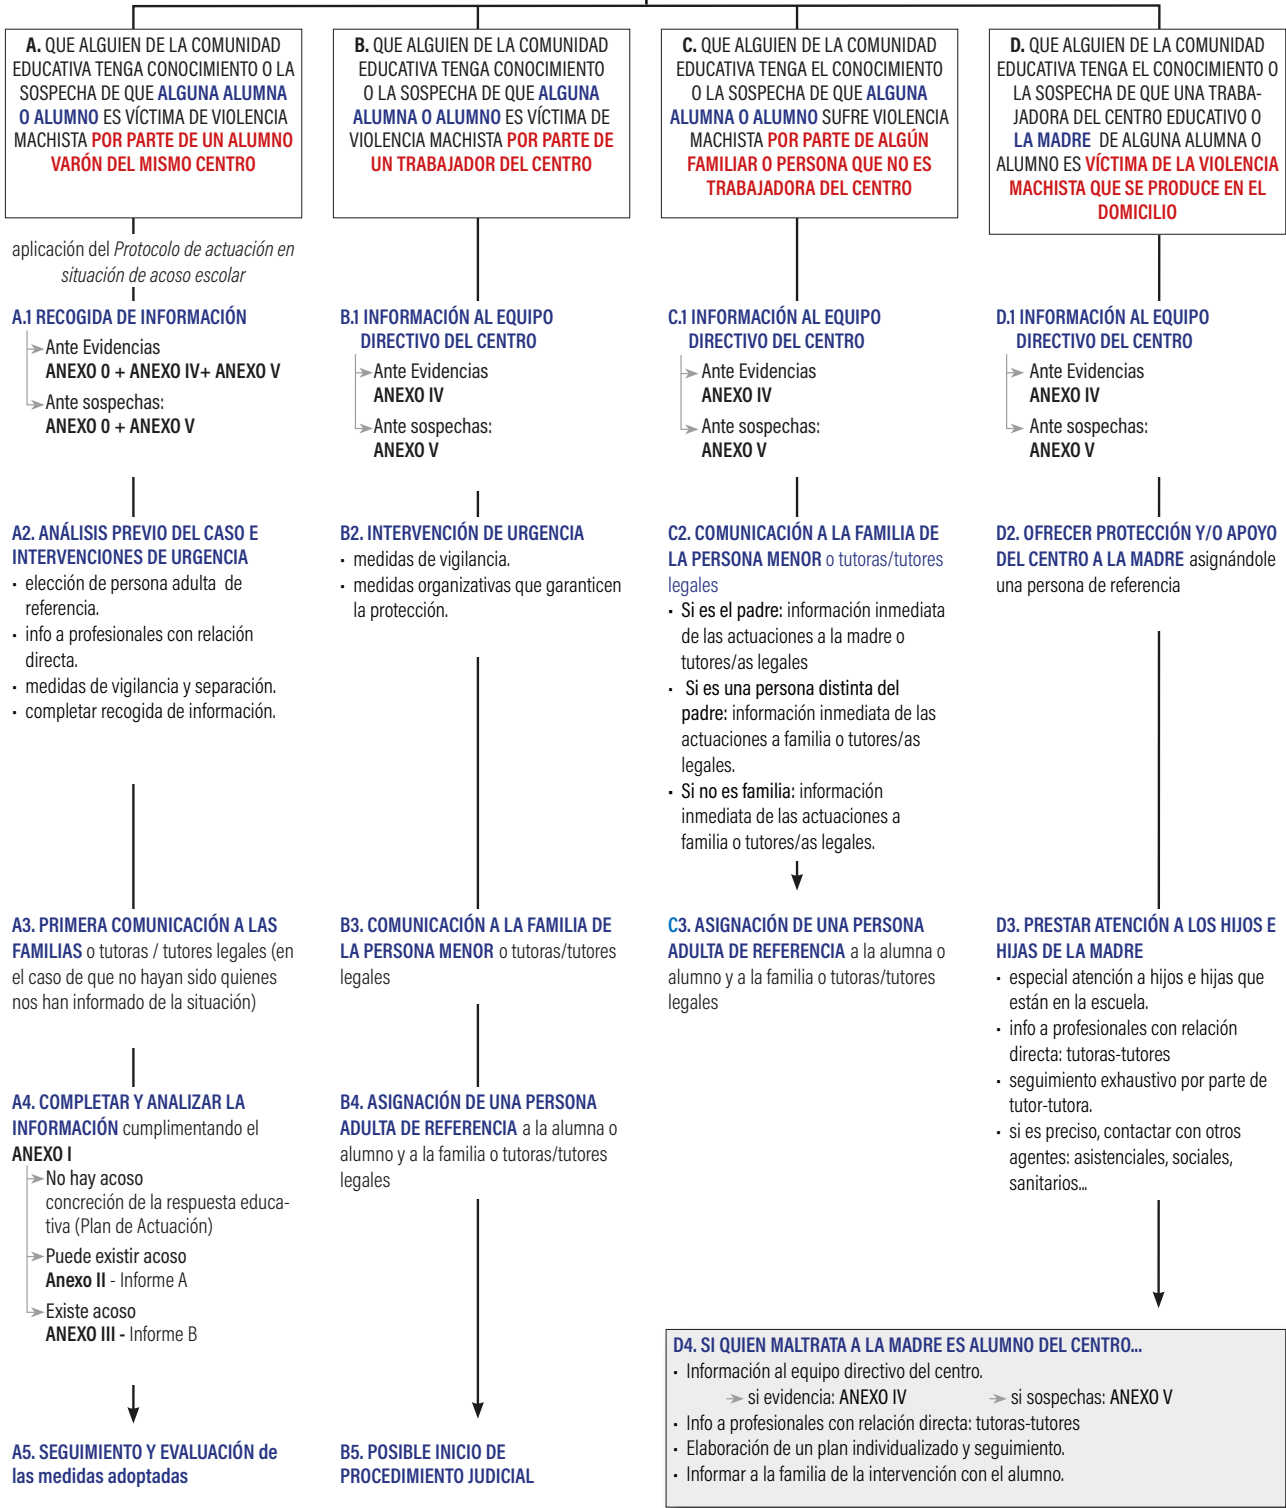 A. QUE ALGUIEN DE LA COMUNIDAD
EDUCATIVA TENGA CONOCIMIENTO O LA
SOSPECHA DE QUE ALGUNA ALUMNA
O ALUMNO ES VÍCTIMA DE VIOLENCIA
MACHISTA POR PARTE DE UN ALUMNO
VARÓN DEL MISMO CENTRO
aplicación del Protocolo de actuación en
situación de acoso escolar
A.1 RECOGIDA DE INFORMACIÓN
Ante Evidencias
ANEXO 0 + ANEXO IV+ ANEXO V
Ante sospechas:
ANEXO 0 + ANEXO V
A2. ANÁLISIS PREVIO DEL CASO E
INTERVENCIONES DE URGENCIA
• elección de persona adulta de
referencia.
• info a profesionales con relación
directa.
• medidas de vigilancia y separación.
• completar recogida de información.
A3. PRIMERA COMUNICACIÓN A LAS
FAMILIAS o tutoras / tutores legales (en
el caso de que no hayan sido quienes
nos han informado de la situación)
A4. COMPLETAR Y ANALIZAR LA
INFORMACIÓN cumplimentando el
ANEXO I
No hay acoso
concreción de la respuesta educa-
tiva (Plan de Actuación)
Puede existir acoso
Anexo II - Informe A
Existe acoso
ANEXO III - Informe B
A5. SEGUIMIENTO Y EVALUACIÓN de
las medidas adoptadas
B. QUE ALGUIEN DE LA COMUNIDAD
EDUCATIVA TENGA CONOCIMIENTO
O LA SOSPECHA DE QUE ALGUNA
ALUMNA O ALUMNO ES VÍCTIMA DE
VIOLENCIA MACHISTA POR PARTE DE
UN TRABAJADOR DEL CENTRO
B.1 INFORMACIÓN AL EQUIPO
DIRECTIVO DEL CENTRO
Ante Evidencias
ANEXO IV
Ante sospechas:
ANEXO V
B2. INTERVENCIÓN DE URGENCIA
• medidas de vigilancia.
• medidas organizativas que garanticen
la protección.
B3. COMUNICACIÓN A LA FAMILIA DE
LA PERSONA MENOR o tutoras/tutores
legales
B4. ASIGNACIÓN DE UNA PERSONA
ADULTA DE REFERENCIA a la alumna o
alumno y a la familia o tutoras/tutores
legales
B5. POSIBLE INICIO DE
PROCEDIMIENTO JUDICIAL
C. QUE ALGUIEN DE LA COMUNIDAD
EDUCATIVA TENGA EL CONOCIMIENTO
O LA SOSPECHA DE QUE ALGUNA
ALUMNA O ALUMNO SUFRE VIOLENCIA
MACHISTA POR PARTE DE ALGÚN
FAMILIAR O PERSONA QUE NO ES
TRABAJADORA DEL CENTRO
C.1 INFORMACIÓN AL EQUIPO
DIRECTIVO DEL CENTRO
Ante Evidencias
ANEXO IV
Ante sospechas:
ANEXO V
C2. COMUNICACIÓN A LA FAMILIA DE
LA PERSONA MENOR o tutoras/tutores
legales
• Si es el padre: información inmediata
de las actuaciones a la madre o
tutores/as legales
• Si es una persona distinta del
padre: información inmediata de las
actuaciones a familia o tutores/as
legales.
• Si no es familia: información
inmediata de las actuaciones a
familia o tutores/as legales.
C3. ASIGNACIÓN DE UNA PERSONA
ADULTA DE REFERENCIA a la alumna o
alumno y a la familia o tutoras/tutores
legales
D. QUE ALGUIEN DE LA COMUNIDAD
EDUCATIVA TENGA EL CONOCIMIENTO O
LA SOSPECHA DE QUE UNA TRABA-
JADORA DEL CENTRO EDUCATIVO O
LA MADRE DE ALGUNA ALUMNA O
ALUMNO ES VÍCTIMA DE LA VIOLENCIA
MACHISTA QUE SE PRODUCE EN EL
DOMICILIO
D.1 INFORMACIÓN AL EQUIPO
DIRECTIVO DEL CENTRO
Ante Evidencias
ANEXO IV
Ante sospechas:
ANEXO V
D2. OFRECER PROTECCIÓN Y/O APOYO
DEL CENTRO A LA MADRE asignándole
una persona de referencia
D3. PRESTAR ATENCIÓN A LOS HIJOS E
HIJAS DE LA MADRE
• especial atención a hijos e hijas que
están en la escuela.
• info a profesionales con relación
directa: tutoras-tutores
• seguimiento exhaustivo por parte de
tutor-tutora.
• si es preciso, contactar con otros
agentes: asistenciales, sociales,
sanitarios...
D4. SI QUIEN MALTRATA A LA MADRE ES ALUMNO DEL CENTRO...
• Información al equipo directivo del centro.
si evidencia: ANEXO IV si sospechas: ANEXO V
• Info a profesionales con relación directa: tutoras-tutores
• Elaboración de un plan individualizado y seguimiento.
• Informar a la familia de la intervención con el alumno.